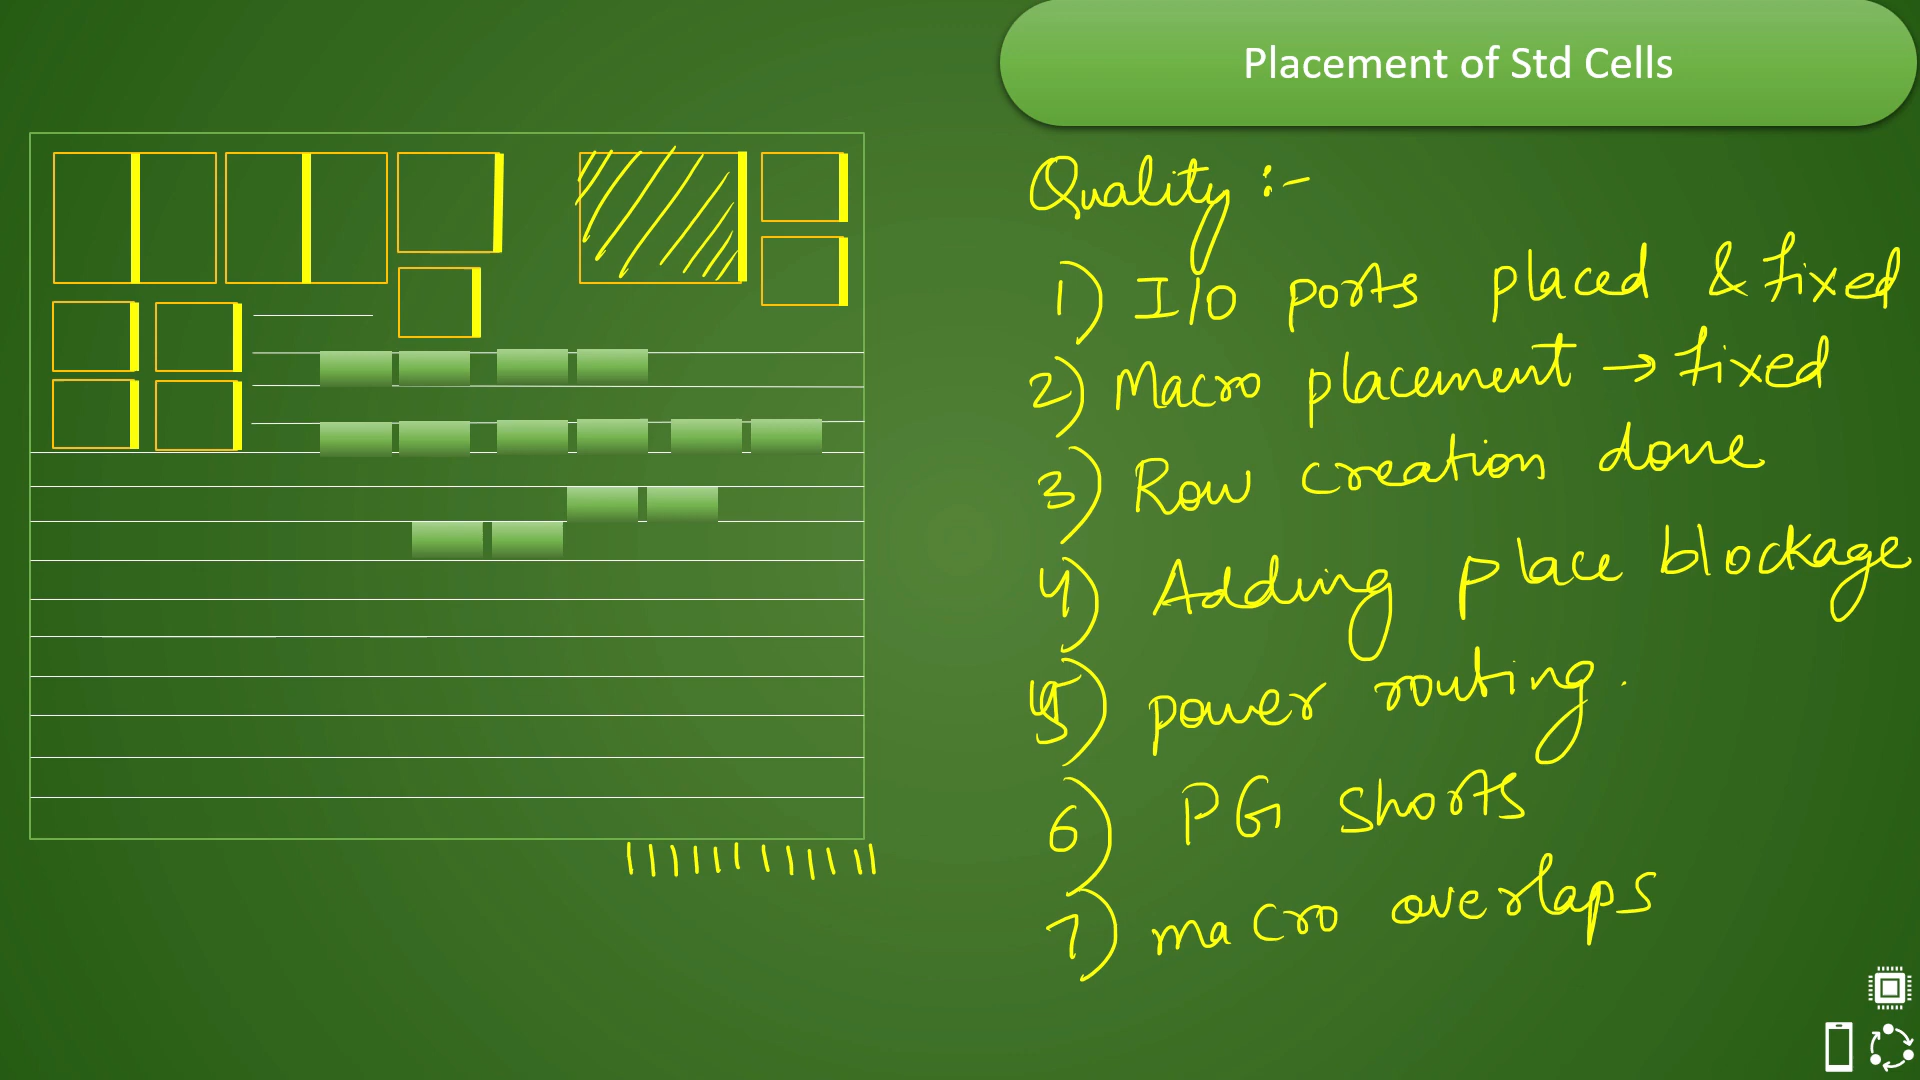 Placement of Std Cells
Quality :-
1) I/O ports placed & fixed
2) Macro placement → fixed
3) Row creation done
4) Adding place blockage
5) power routing.
6) PG shorts
7) macro overlaps